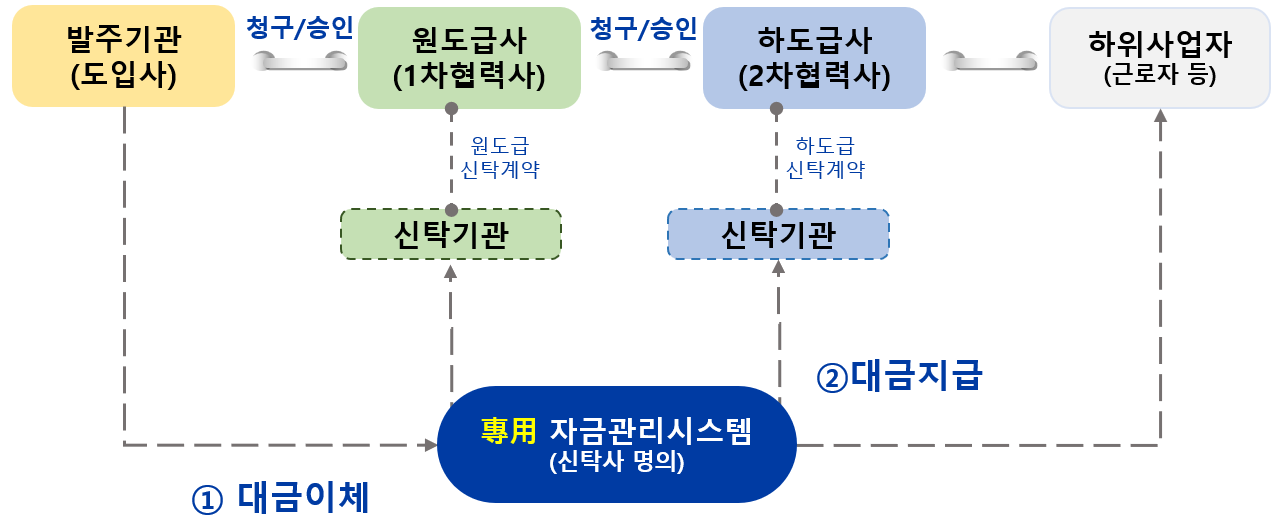 발주기관
(도입사)
청구/승인
원도급사
(1차협력사)
청구/승인
하도급사
(2차협력사)
하위사업자
(근로자 등)
원도급
신탁계약
하도급
신탁계약
신탁기관
신탁기관
②대금지급
專用 자금관리시스템
(신탁사 명의)
① 대금이체